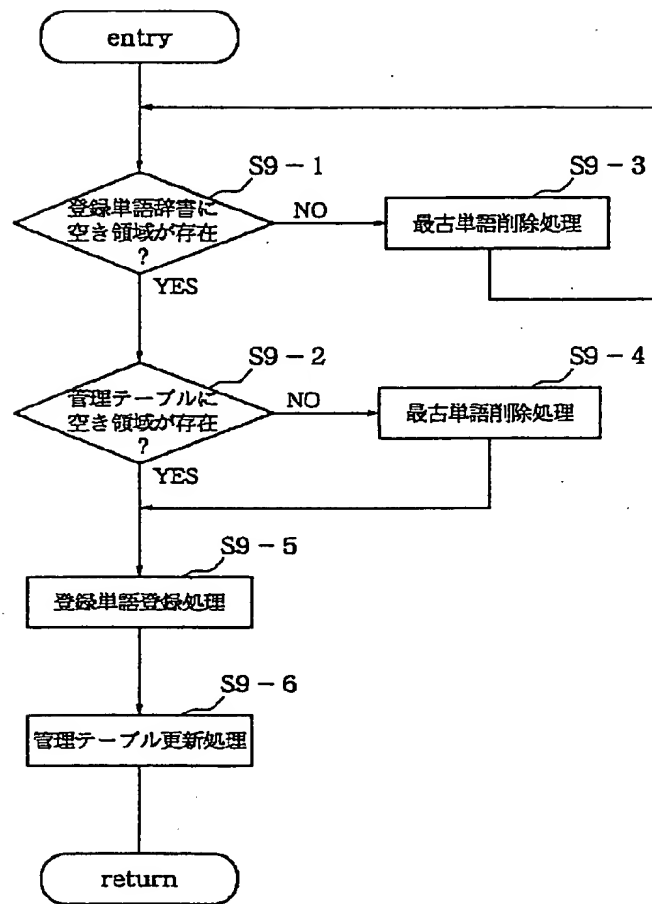 entry
S9-1
登録単語辞書に
空き領域が存在
?
NO
YES
S9-3
最古単語削除処理
S9-2
管理テーブルに
空き領域が存在
?
NO
YES
S9-4
最古単語削除処理
S9-5
登録単語登録処理
S9-6
管理テーブル更新処理
return